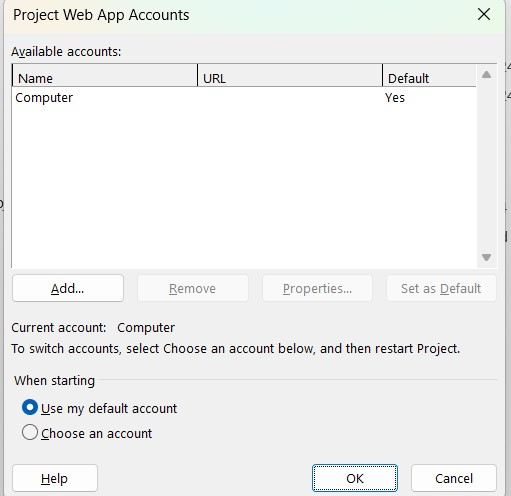 Project Web App Accounts
Available accounts:
Name URL Default
Computer Yes
Add... Remove Properties... Set as Default
Current account: Computer
To switch accounts, select Choose an account below, and then restart Project.
When starting
Use my default account
Choose an account
Help OK Cancel